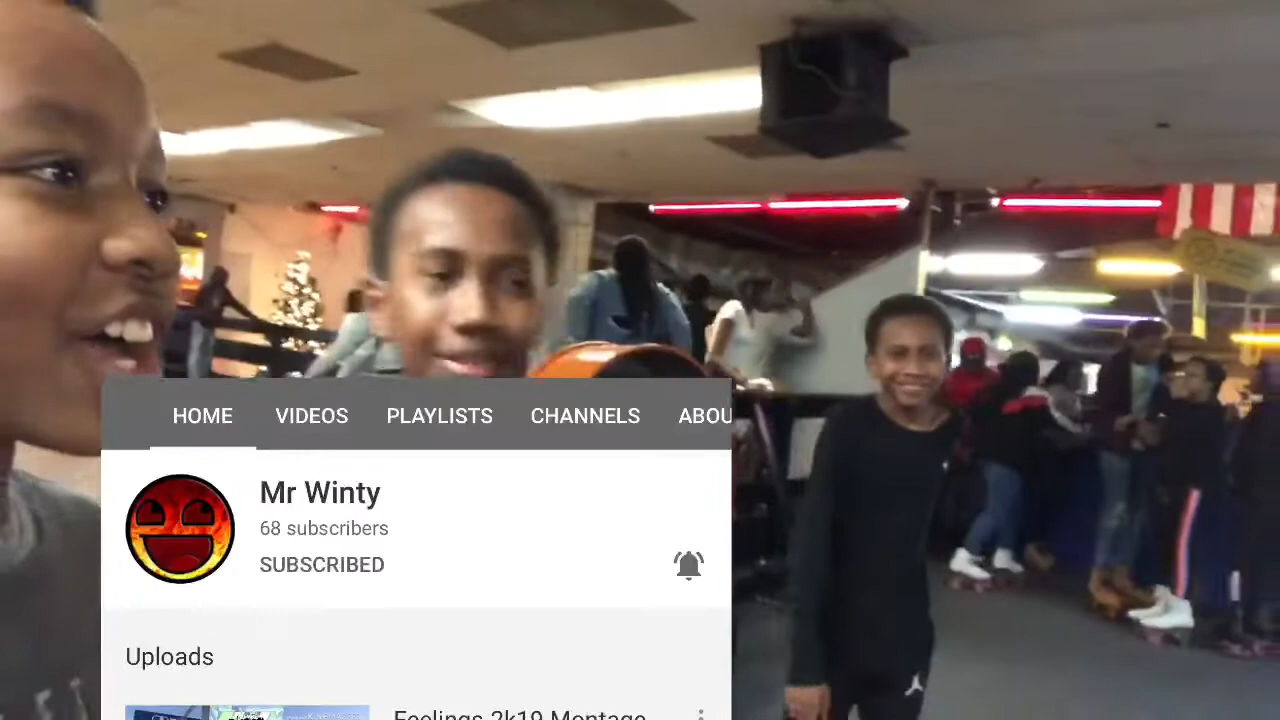 HOME VIDEOS PLAYLISTS CHANNELS ABOU
Mr Winty
68 subscribers
SUBSCRIBED
Uploads
Feelings 2k19 Montage